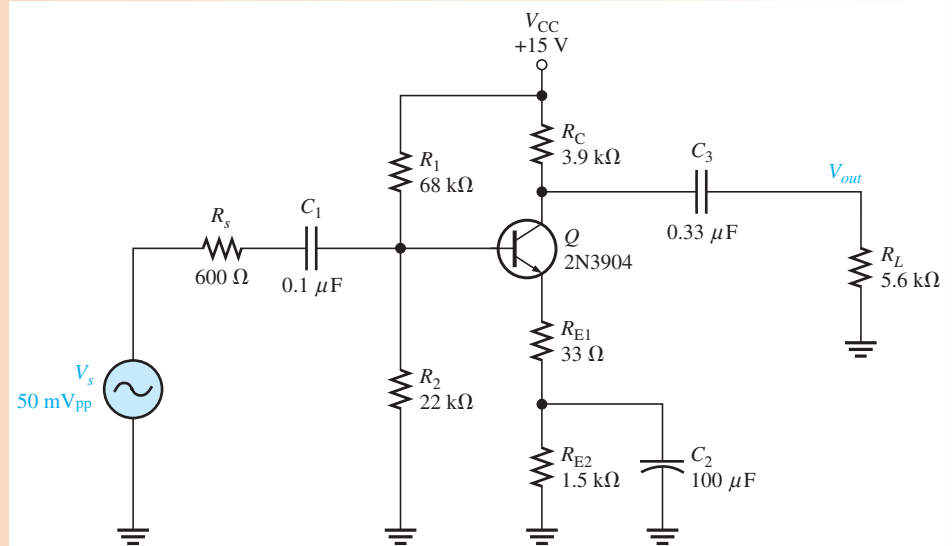 V_CC
+15 V
R_C
3.9 kΩ
C_3
V_out
R_1
68 kΩ
C_1
R_s
Q
2N3904
0.33 μF
R_L
5.6 kΩ
600 Ω
0.1 μF
R_E1
33 Ω
V_s
50 mVpp
R_2
22 kΩ
R_E2
1.5 kΩ
C_2
100 μF